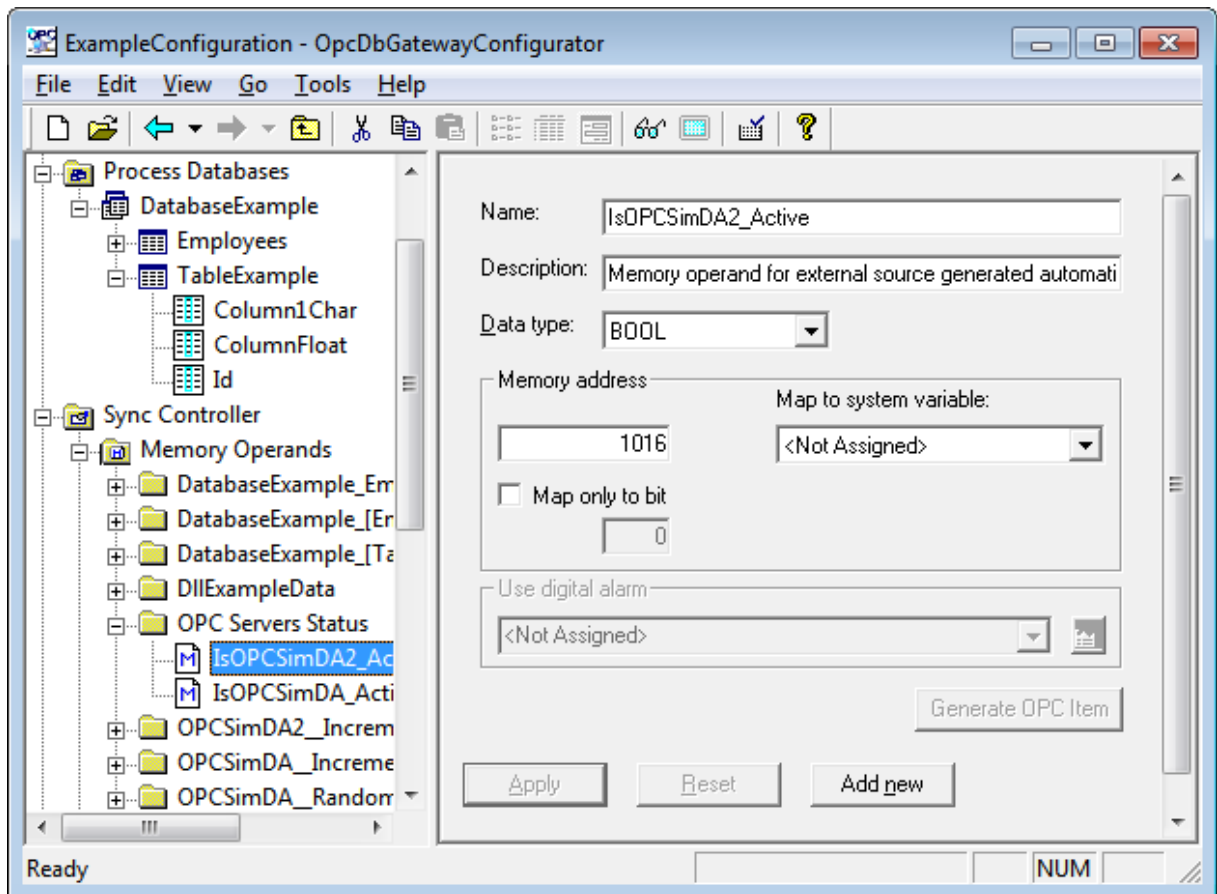 ExampleConfiguration - OpcDbGatewayConfigurator
File Edit View Go Tools Help
Process Databases
DatabaseExample
Employees
TableExample
Column1Char
ColumnFloat
Id
Sync Controller
Memory Operands
DatabaseExample_Em
DatabaseExample_[En
DatabaseExample_[Ta
DllExampleData
OPC Servers Status
IsOPCSimDA2_Ac
IsOPCSimDA_Acti
OPCSimDA2__Increm
OPCSimDA__Increme
OPCSimDA__Random
Name: IsOPCSimDA2_Active
Description: Memory operand for external source generated automati
Data type: BOOL
Memory address
Map to system variable:
1016 <Not Assigned>
Map only to bit
0
Use digital alarm
<Not Assigned>
Generate OPC Item
Apply Reset Add new
Ready NUM